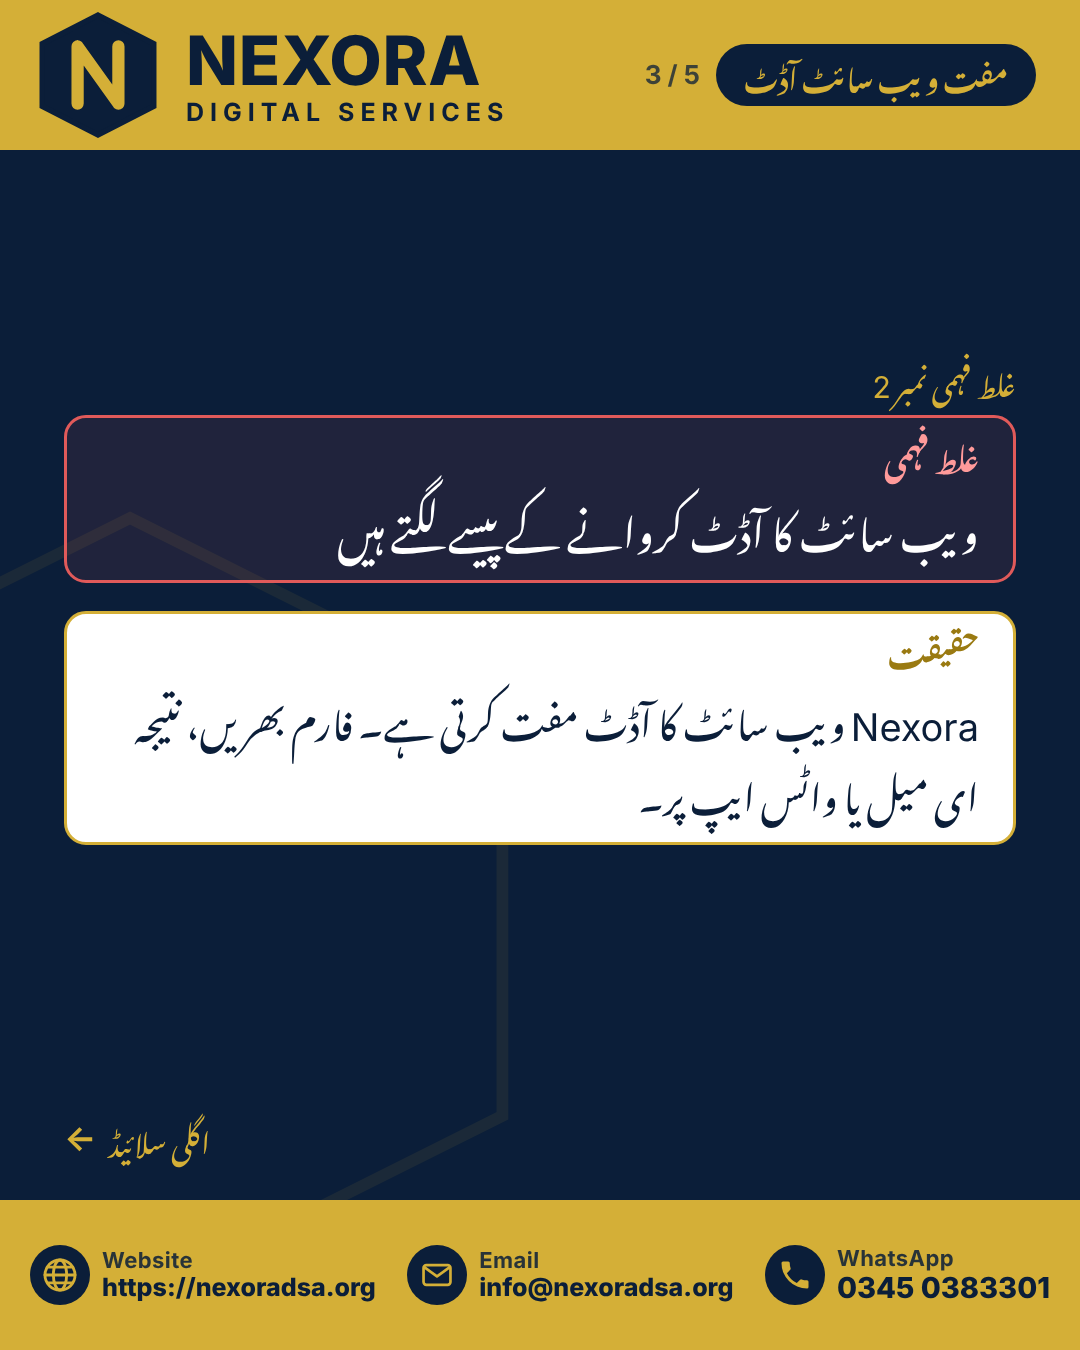 NEXORA
DIGITAL SERVICES
3 / 5
مفت ویب سائٹ آڈٹ
غلط فہمی نمبر 2
غلط فہمی
ویب سائٹ کا آڈٹ کروانے کے پیسے لگتے ہیں
حقیقت
Nexora ویب سائٹ کا آڈٹ مفت کرتی ہے۔ فارم بھریں، نتیجہ
ای میل یا واٹس ایپ پر۔
اگلی سلائیڈ ←
Website
https://nexoradsa.org
Email
info@nexoradsa.org
WhatsApp
0345 0383301